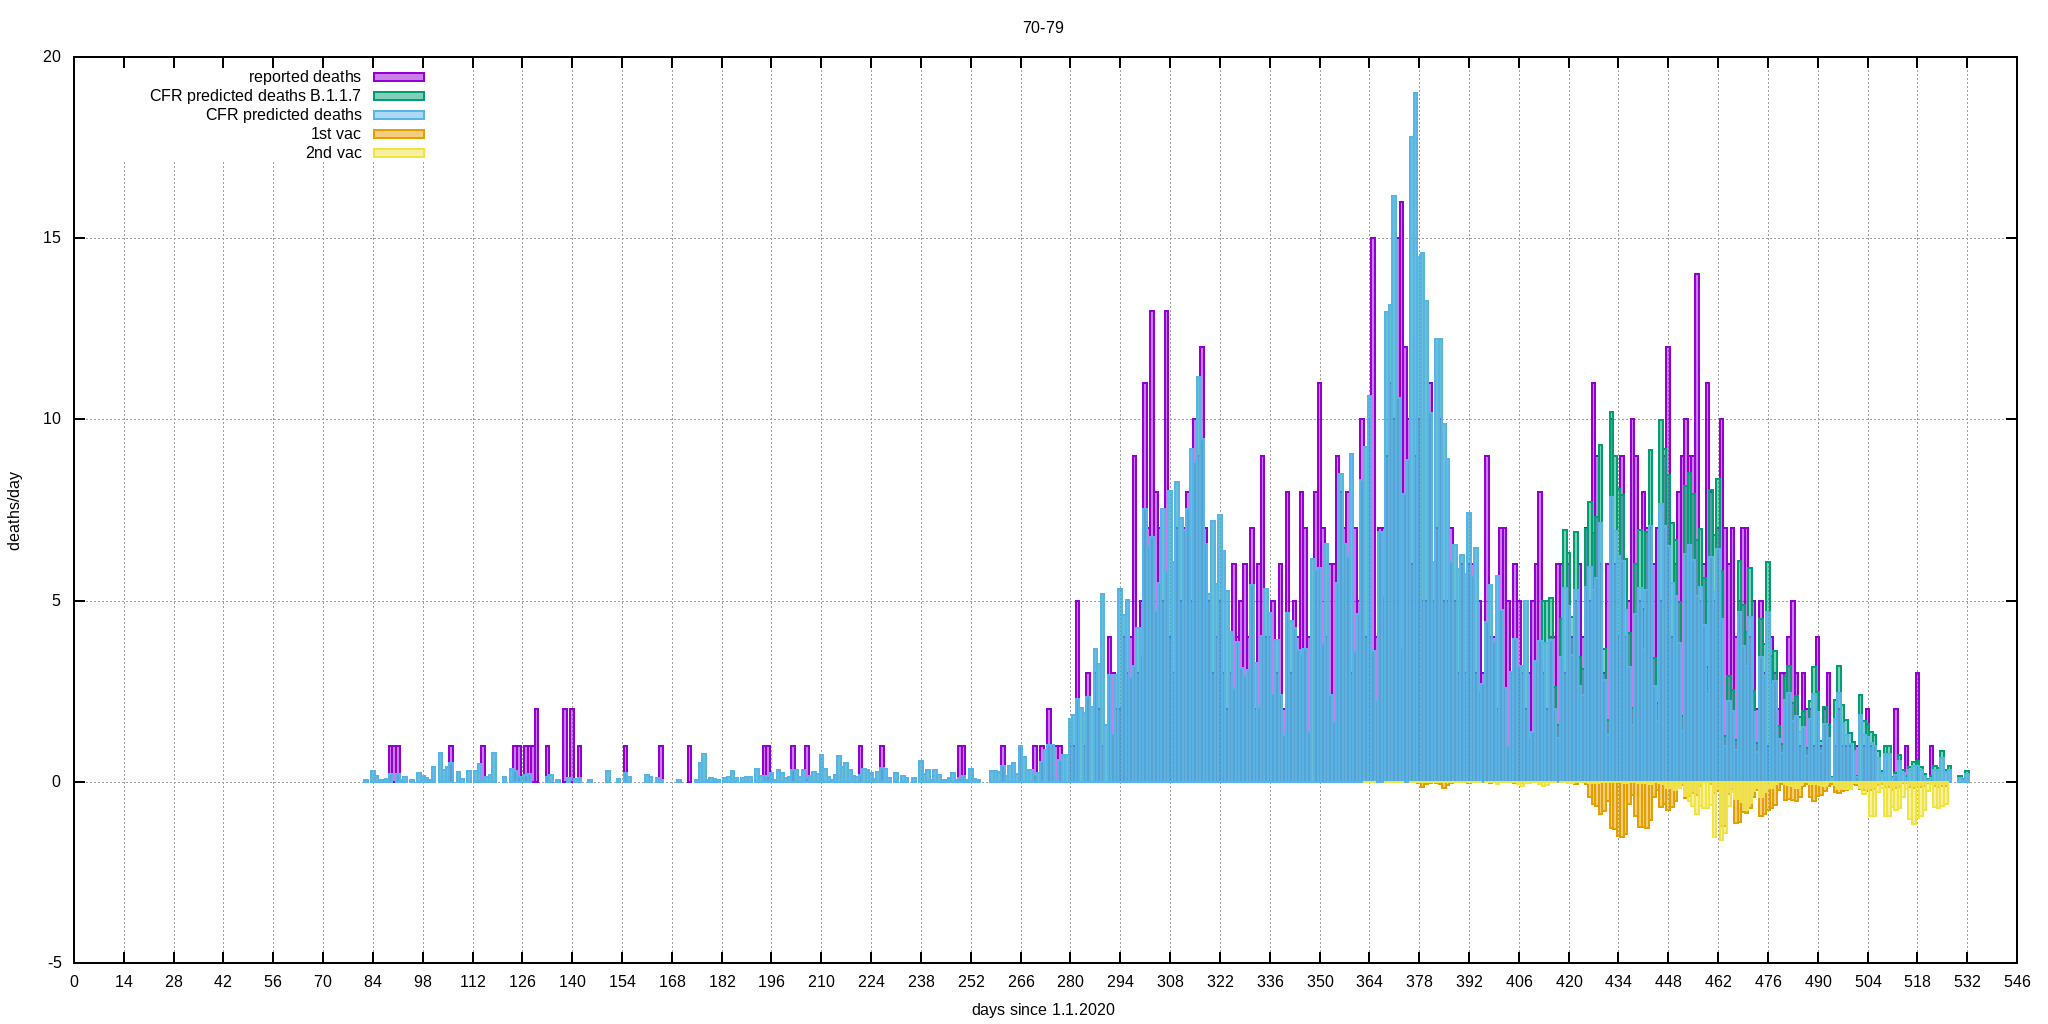 70-79
20
15
10
5
0
-5
deaths/day
reported deaths
CFR predicted deaths B.1.1.7
CFR predicted deaths
1st vac
2nd vac
0 14 28 42 56 70 84 98 112 126 140 154 168 182 196 210 224 238 252 266 280 294 308 322 336 350 364 378 392 406 420 434 448 462 476 490 504 518 532 546
days since 1.1.2020